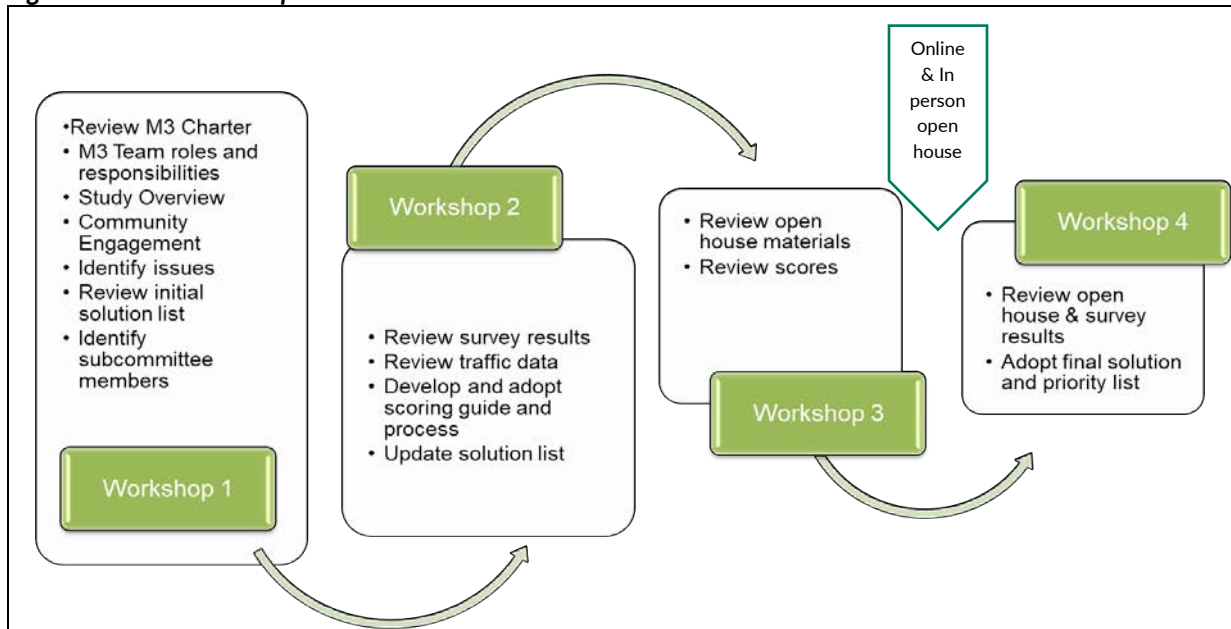 •Review M3 Charter
• M3 Team roles and
responsibilities
• Study Overview
• Community
Engagement
• Identify issues
• Review initial
solution list
• Identify
subcommittee
members
Workshop 1
Workshop 2
• Review survey results
• Review traffic data
• Develop and adopt
scoring guide and
process
• Update solution list
• Review open
house materials
• Review scores
Workshop 3
Online
& In
person
open
house
Workshop 4
• Review open
house & survey
results
• Adopt final solution
and priority list